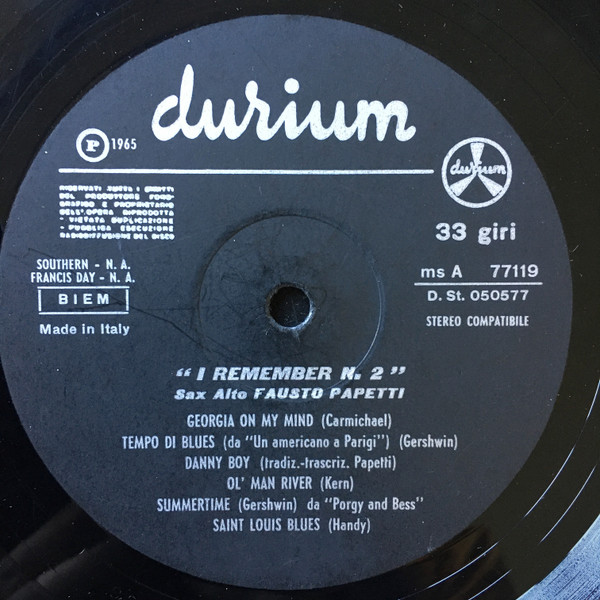 durium
P 1965
durium
RISERVATI TUTTI I DIRITTI
DEL PRODUTTORE FONO-
GRAFICO E PROPRIETARIO
DELL'OPERA RIPRODOTTA
- VIETATA DUPLICAZIONE -
- PUBBLICA ESECUZIONE
RADIODIFFUSIONE DEL DISCO
33 giri
SOUTHERN - N. A.
FRANCIS DAY - N. A.
BIEM
Made in Italy
ms A 77119
D. St. 050577
STEREO COMPATIBILE
"I REMEMBER N. 2"
Sax Alto FAUSTO PAPETTI
GEORGIA ON MY MIND (Carmichael)
TEMPO DI BLUES (da "Un americano a Parigi") (Gershwin)
DANNY BOY (tradiz.-trascriz. Papetti)
OL' MAN RIVER (Kern)
SUMMERTIME (Gershwin) da "Porgy and Bess"
SAINT LOUIS BLUES (Handy)